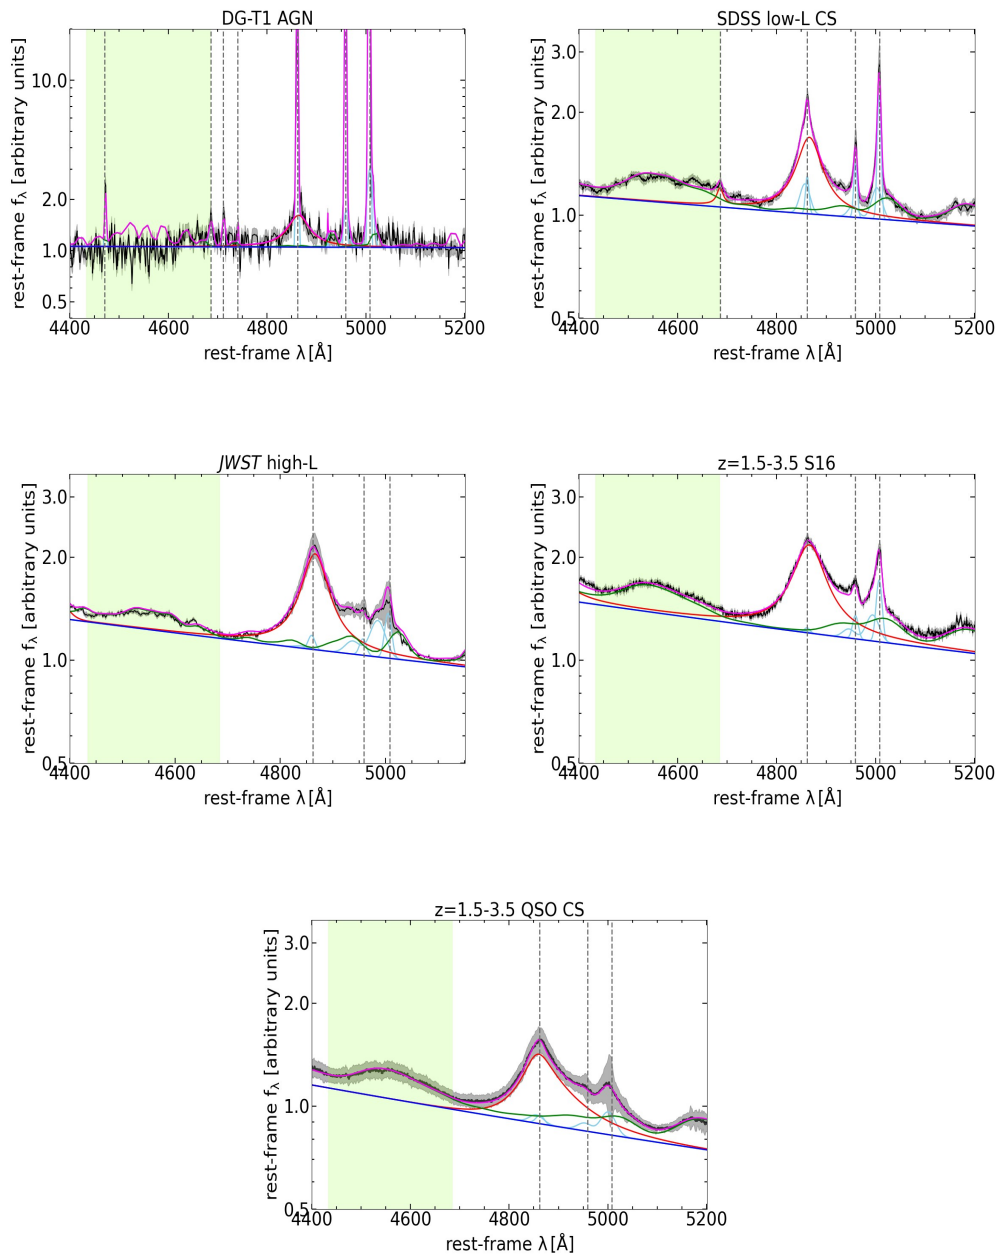 DG-T1 AGN
rest-frame fλ [arbitrary units]
10.0
2.0
1.0
0.5
4400 4600 4800 5000 5200
rest-frame λ[Å]
SDSS low-L CS
rest-frame fλ [arbitrary units]
3.0
2.0
1.0
0.5
4400 4600 4800 5000 5200
rest-frame λ[Å]
JWST high-L
rest-frame fλ [arbitrary units]
3.0
2.0
1.0
0.5
4400 4600 4800 5000
rest-frame λ[Å]
z=1.5-3.5 S16
rest-frame fλ [arbitrary units]
3.0
2.0
1.0
0.5
4400 4600 4800 5000 5200
rest-frame λ[Å]
z=1.5-3.5 QSO CS
rest-frame fλ [arbitrary units]
3.0
2.0
1.0
0.5
4400 4600 4800 5000 5200
rest-frame λ[Å]